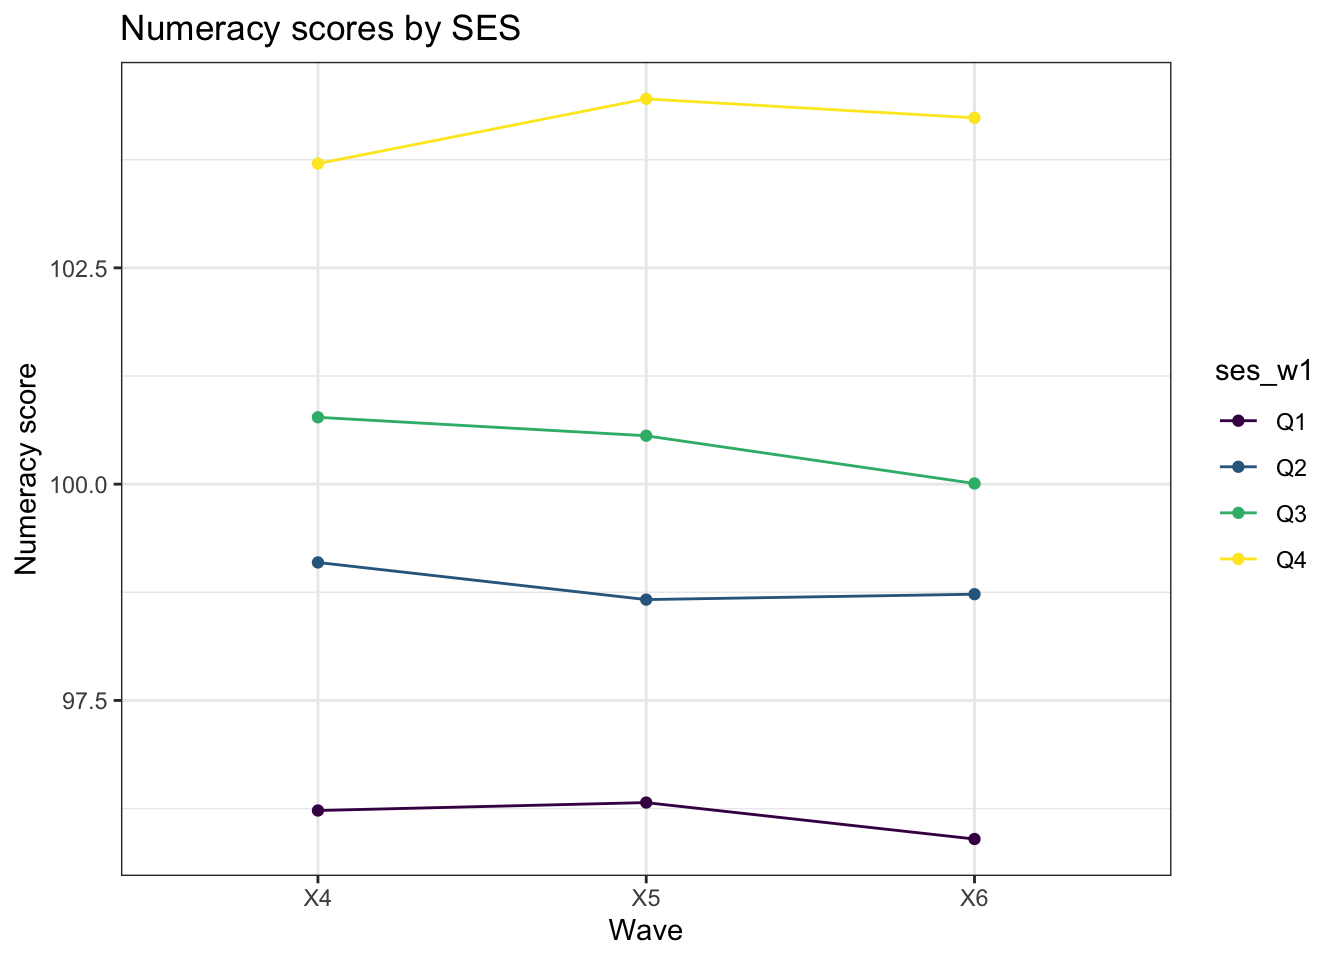 Numeracy scores by SES
Numeracy score
102.5
100.0
97.5
X4 X5 X6
Wave
ses_w1
Q1
Q2
Q3
Q4